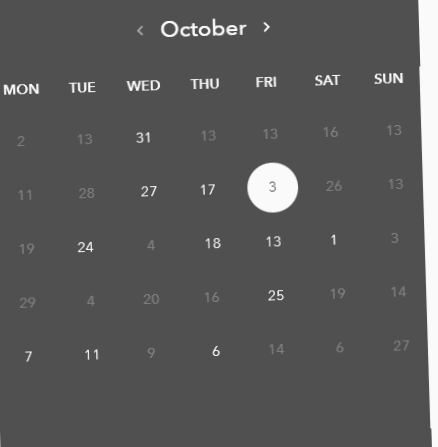 ‹ October ›
MON TUE WED THU FRI SAT SUN
2 13 31 13 13 16 13
11 28 27 17 3 26 13
19 24 4 18 13 1 3
29 4 20 16 25 19 14
7 11 9 6 14 6 27